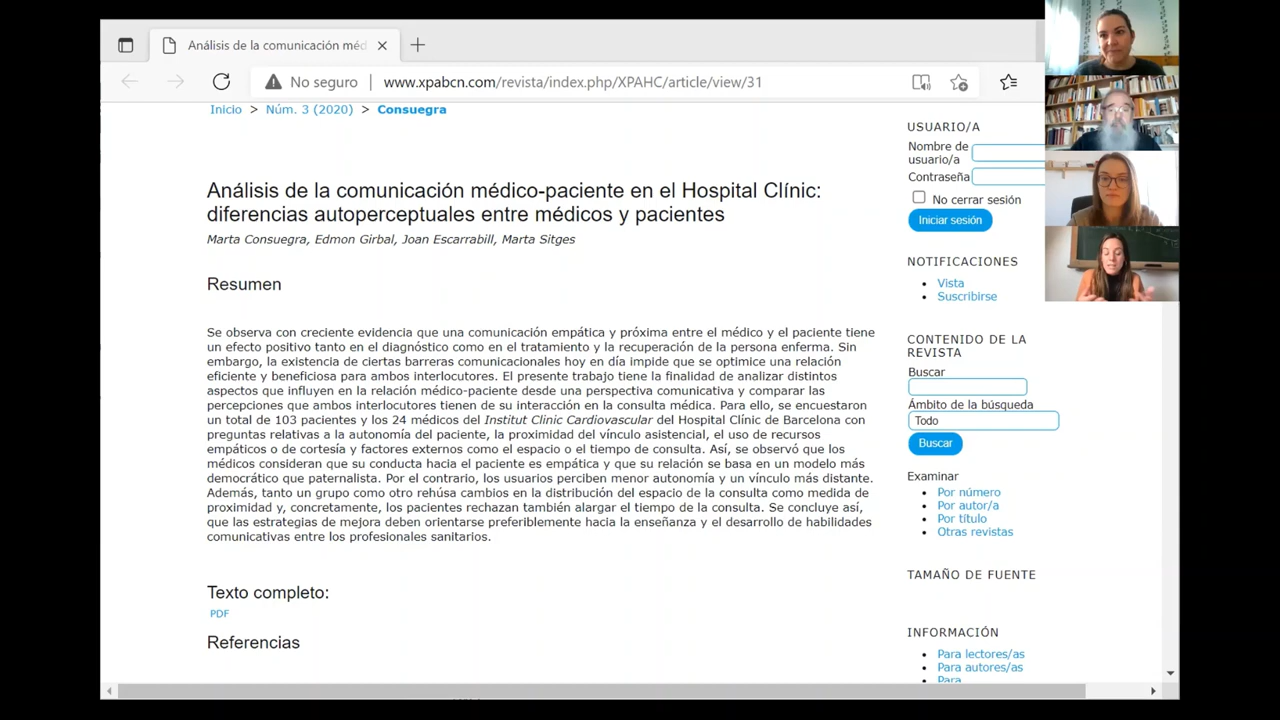 Análisis de la comunicación méd
No seguro
www.xpabcn.com/revista/index.php/XPAHC/article/view/31
Inicio > Núm. 3 (2020) > Consuegra
Análisis de la comunicación médico-paciente en el Hospital Clínic:
diferencias autoperceptuales entre médicos y pacientes
Marta Consuegra, Edmon Girbal, Joan Escarrabill, Marta Sitges
Resumen
Se observa con creciente evidencia que una comunicación empática y próxima entre el médico y el paciente tiene
un efecto positivo tanto en el diagnóstico como en el tratamiento y la recuperación de la persona enferma. Sin
embargo, la existencia de ciertas barreras comunicacionales hoy en día impide que se optimice una relación
eficiente y beneficiosa para ambos interlocutores. El presente trabajo tiene la finalidad de analizar distintos
aspectos que influyen en la relación médico-paciente desde una perspectiva comunicativa y comparar las
percepciones que ambos interlocutores tienen de su interacción en la consulta médica. Para ello, se encuestaron
un total de 103 pacientes y los 24 médicos del Institut Clinic Cardiovascular del Hospital Clínic de Barcelona con
preguntas relativas a la autonomía del paciente, la proximidad del vínculo asistencial, el uso de recursos
empáticos o de cortesía y factores externos como el espacio o el tiempo de consulta. Así, se observó que los
médicos consideran que su conducta hacia el paciente es empática y que su relación se basa en un modelo más
democrático que paternalista. Por el contrario, los usuarios perciben menor autonomía y un vínculo más distante.
Además, tanto un grupo como otro rehúsa cambios en la distribución del espacio de la consulta como medida de
proximidad y, concretamente, los pacientes rechazan también alargar el tiempo de la consulta. Se concluye así,
que las estrategias de mejora deben orientarse preferiblemente hacia la enseñanza y el desarrollo de habilidades
comunicativas entre los profesionales sanitarios.
Texto completo:
PDF
Referencias
USUARIO/A
Nombre de
usuario/a
Contraseña
No cerrar sesión
Iniciar sesión
NOTIFICACIONES
Vista
Suscribirse
CONTENIDO DE LA
REVISTA
Buscar
Ámbito de la búsqueda
Todo
Buscar
Examinar
Por número
Por autor/a
Por título
Otras revistas
TAMAÑO DE FUENTE
INFORMACIÓN
Para lectores/as
Para autores/as
Para